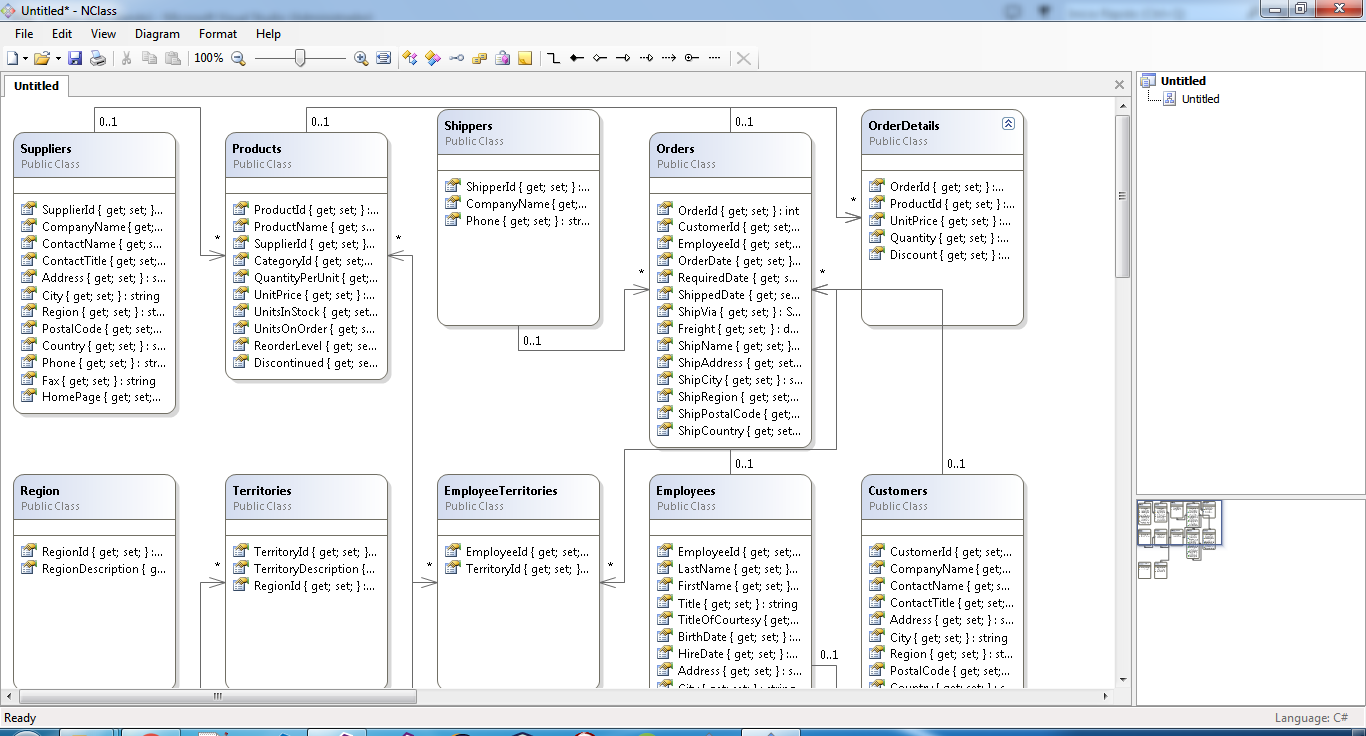 Untitled* - NClass
File Edit View Diagram Format Help
100%
Untitled
0..1
Suppliers
Public Class
SupplierId { get; set; }...
CompanyName { get;...
ContactName { get; s...
ContactTitle { get; set...
Address { get; set; } : s...
City { get; set; } : string
Region { get; set; } : st...
PostalCode { get; set;...
Country { get; set; } : s...
Phone { get; set; } : str...
Fax { get; set; } : string
HomePage { get; set;...
*
0..1
Products
Public Class
ProductId { get; set; } :...
ProductName { get; s...
SupplierId { get; set; }...
CategoryId { get; set;...
QuantityPerUnit { get;...
UnitPrice { get; set; } :...
UnitsInStock { get; set...
UnitsOnOrder { get; s...
ReorderLevel { get; se...
Discontinued { get; se...
*
Shippers
Public Class
ShipperId { get; set; } :...
CompanyName { get;...
Phone { get; set; } : str...
0..1
*
0..1
Orders
Public Class
OrderId { get; set; } : int
CustomerId { get; set;...
EmployeeId { get; set;...
OrderDate { get; set; }...
RequiredDate { get; s...
ShippedDate { get; se...
ShipVia { get; set; } : S...
Freight { get; set; } : d...
ShipName { get; set; }...
ShipAddress { get; set...
ShipCity { get; set; } : s...
ShipRegion { get; set;...
ShipPostalCode { get;...
ShipCountry { get; set...
*
*
OrderDetails
Public Class
OrderId { get; set; } :...
ProductId { get; set; }...
UnitPrice { get; set; } :...
Quantity { get; set; } :...
Discount { get; set; } :...
Region
Public Class
RegionId { get; set; } :...
RegionDescription { g...
*
Territories
Public Class
TerritoryId { get; set; }...
TerritoryDescription {...
RegionId { get; set; } :...
*
EmployeeTerritories
Public Class
EmployeeId { get; set;...
TerritoryId { get; set; }...
*
0..1
Employees
Public Class
EmployeeId { get; set;...
LastName { get; set; }...
FirstName { get; set; }...
Title { get; set; } : string
TitleOfCourtesy { get;...
BirthDate { get; set; } :...
HireDate { get; set; } :...
Address { get; set; } : s...
City { get; set; } : string
0..1
0..1
Customers
Public Class
CustomerId { get; set;...
CompanyName { get;...
ContactName { get; s...
ContactTitle { get; set;...
Address { get; set; } : s...
City { get; set; } : string
Region { get; set; } : st...
PostalCode { get; set;...
Country { get; set; } : s...
Untitled
Untitled
Ready
Language: C#